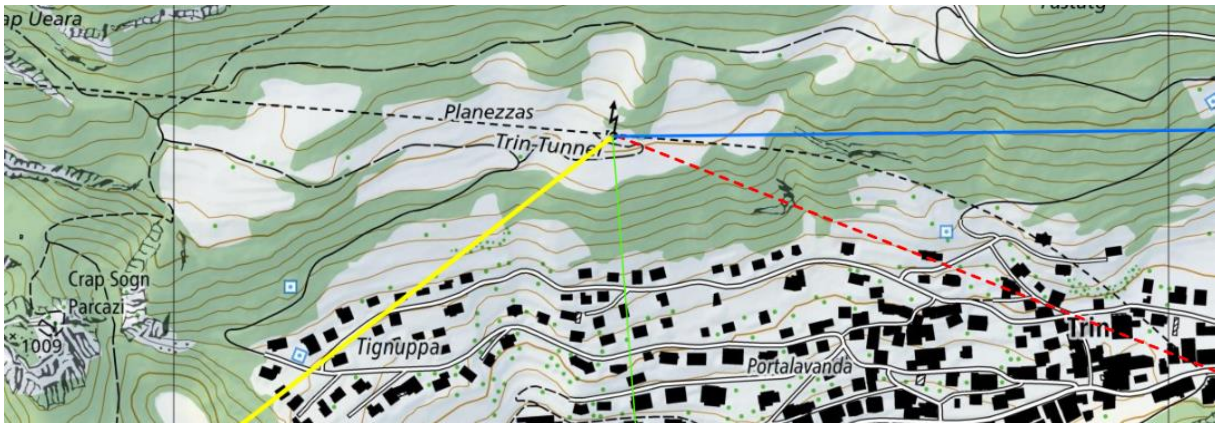 ap Ueara
Planezzas
Trin-Tunnel
Crap Sogn
Parcazi
1009
Tignuppa
Portalavanda
Trin